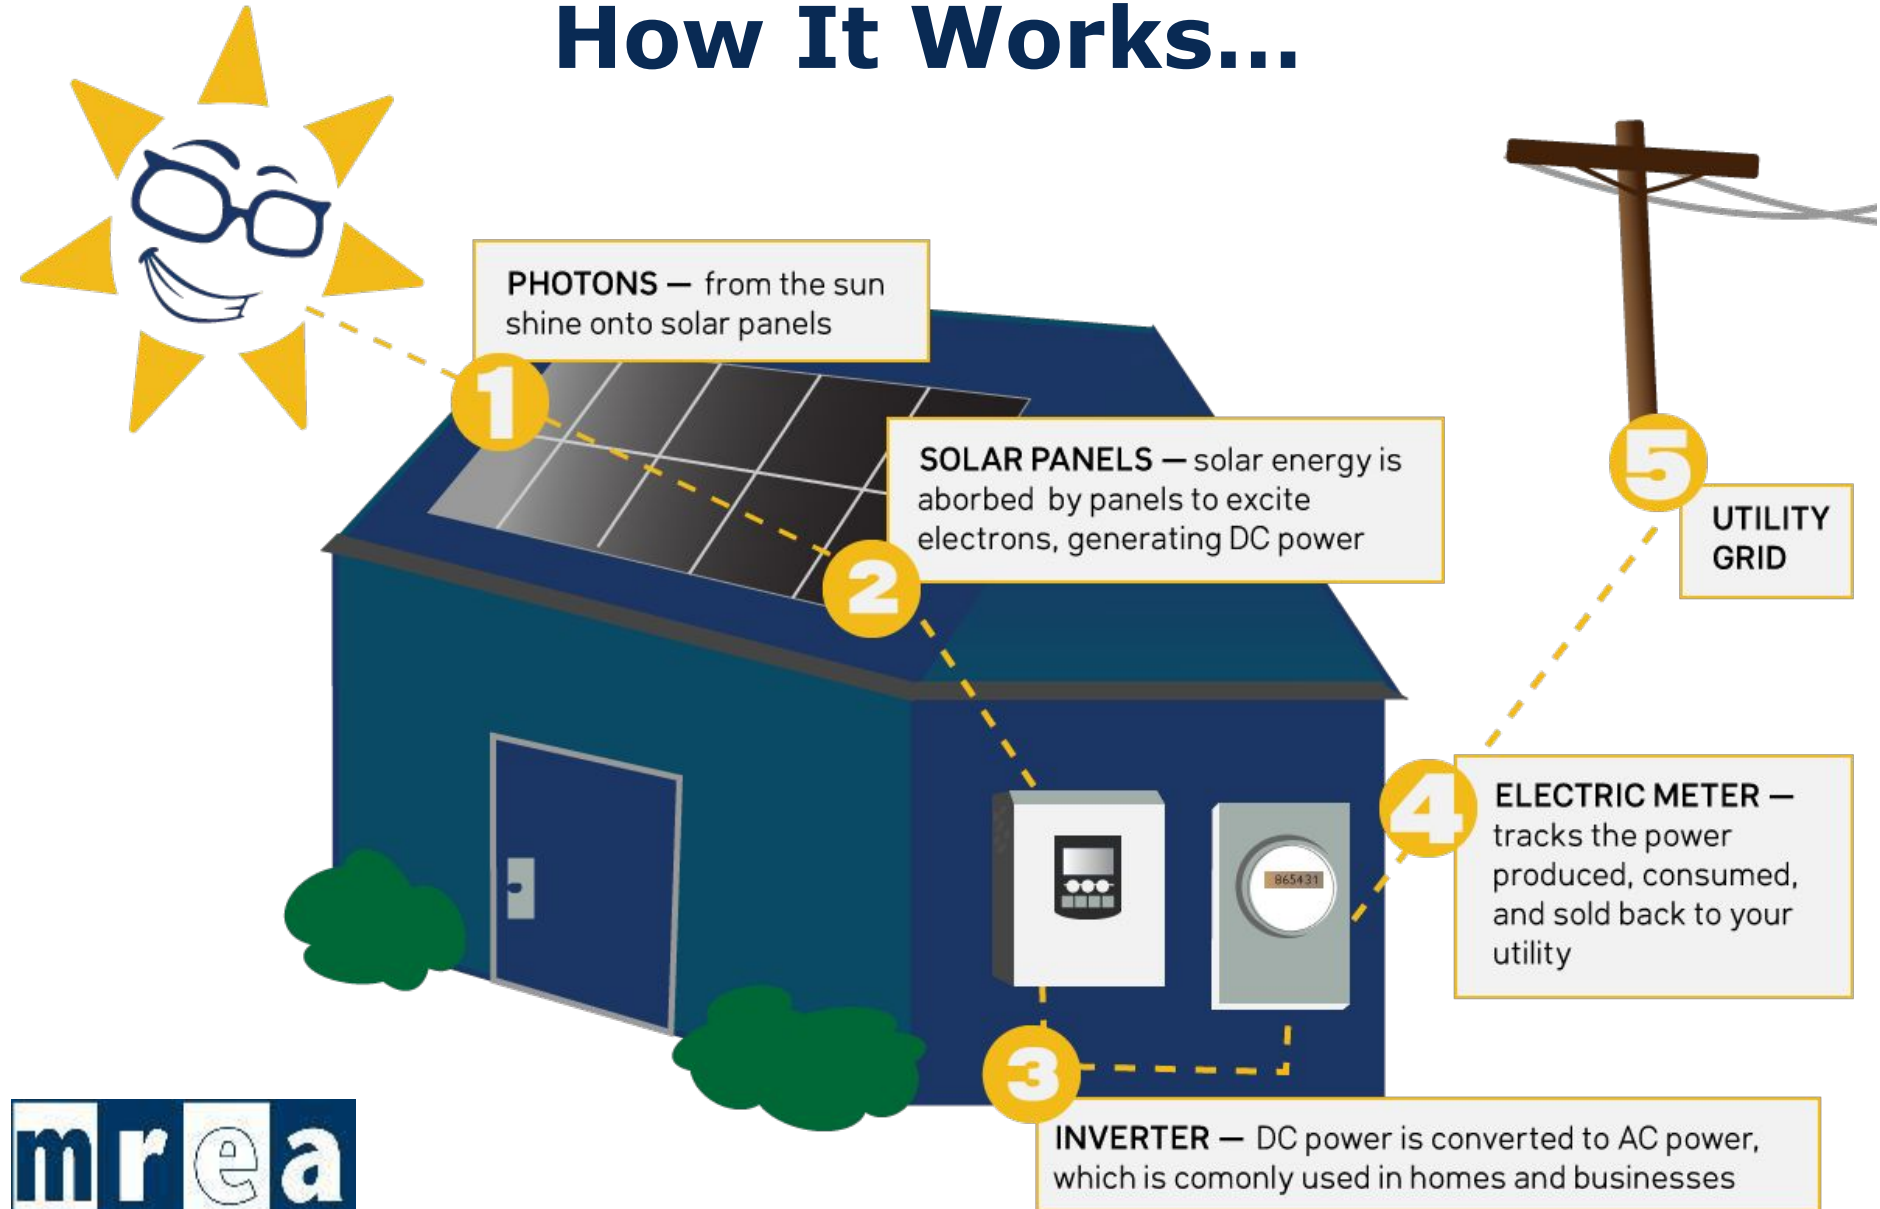 How It Works...
PHOTONS — from the sun
shine onto solar panels
1
SOLAR PANELS — solar energy is
aborbed by panels to excite
electrons, generating DC power
2
5
UTILITY
GRID
4
ELECTRIC METER —
tracks the power
produced, consumed,
and sold back to your
utility
865431
3
INVERTER — DC power is converted to AC power,
which is comonly used in homes and businesses
mrea